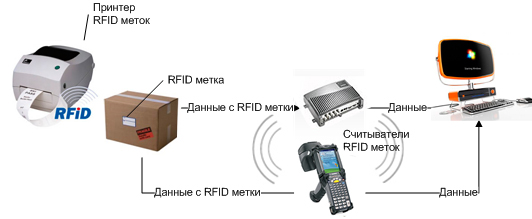 Принтер
RFID меток
RFID метка
RFiD
Данные с RFID метки
Данные
Считыватели
RFID меток
Данные с RFID метки
Данные